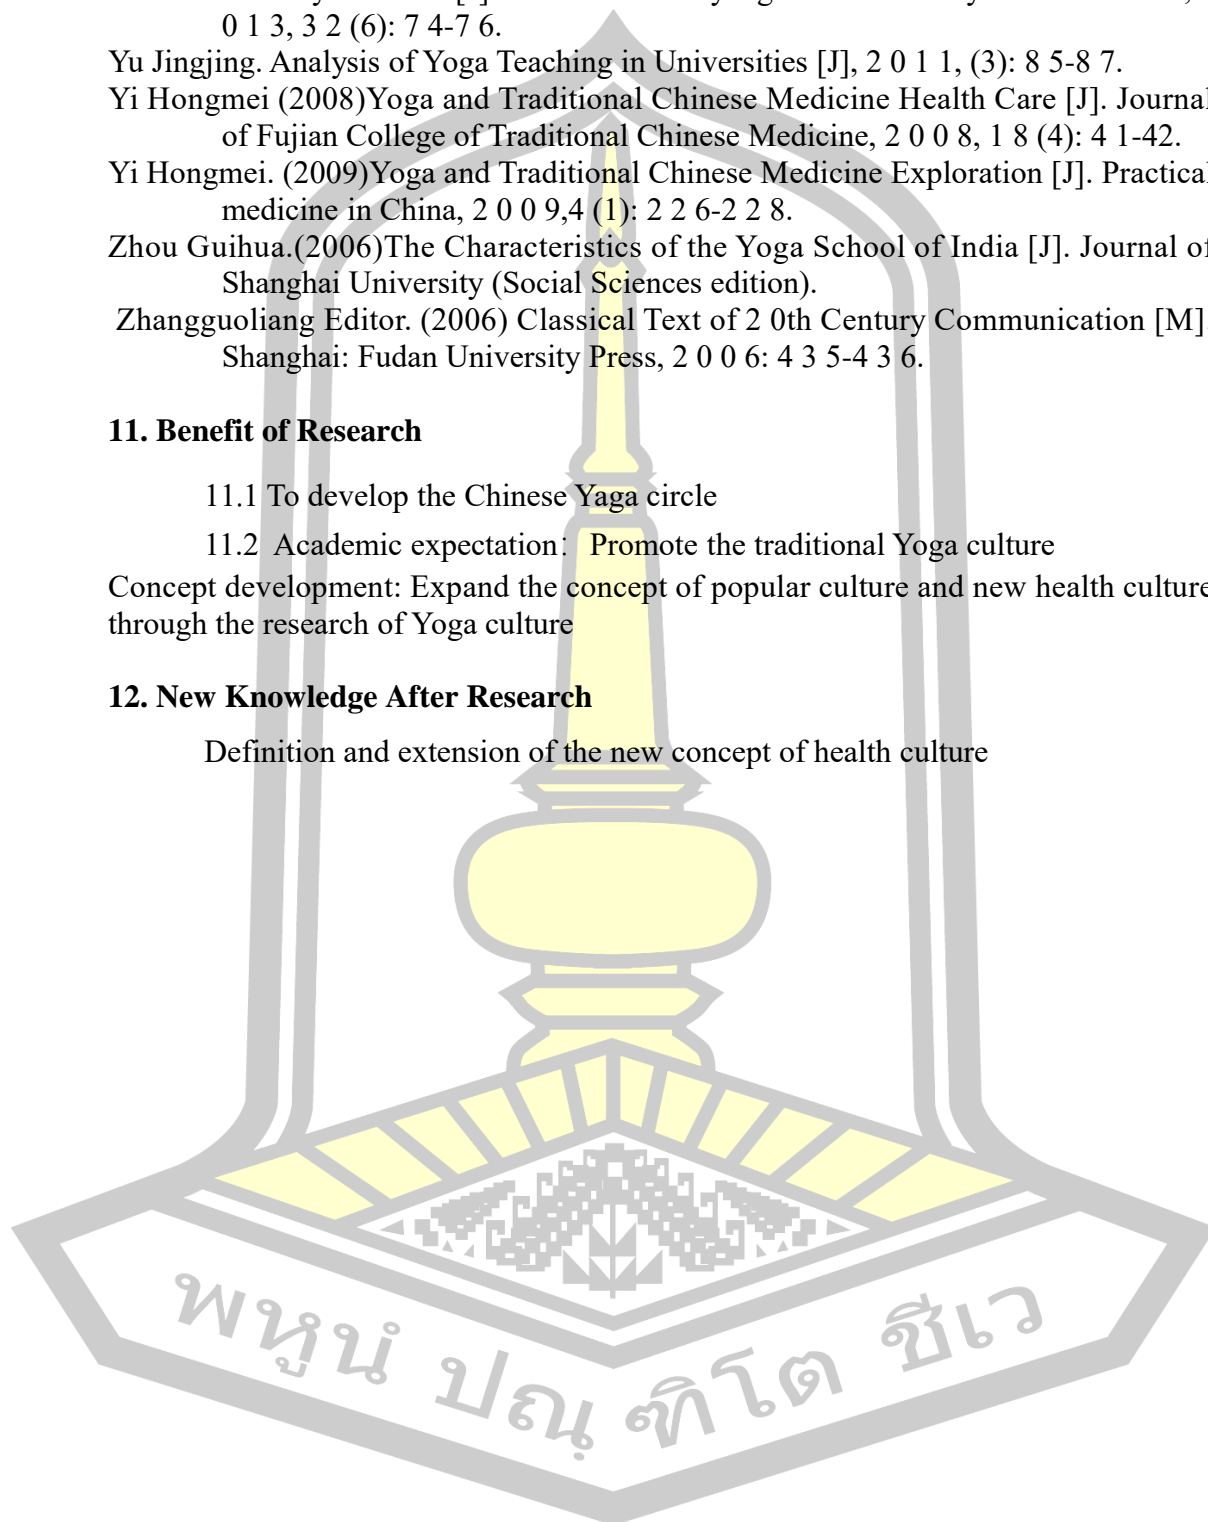 0 1 3, 3 2 (6): 7 4-7 6.
Yu Jingjing. Analysis of Yoga Teaching in Universities [J], 2 0 1 1, (3): 8 5-8 7.
Yi Hongmei (2008)Yoga and Traditional Chinese Medicine Health Care [J]. Journal
of Fujian College of Traditional Chinese Medicine, 2 0 0 8, 1 8 (4): 4 1-42.
Yi Hongmei. (2009)Yoga and Traditional Chinese Medicine Exploration [J]. Practical
medicine in China, 2 0 0 9,4 (1): 2 2 6-2 2 8.
Zhou Guihua.(2006)The Characteristics of the Yoga School of India [J]. Journal of
Shanghai University (Social Sciences edition).
Zhangguoliang Editor. (2006) Classical Text of 2 0th Century Communication [M].
Shanghai: Fudan University Press, 2 0 0 6: 4 3 5-4 3 6.
11. Benefit of Research
11.1 To develop the Chinese Yaga circle
11.2 Academic expectation：Promote the traditional Yoga culture
Concept development: Expand the concept of popular culture and new health culture
through the research of Yoga culture
12. New Knowledge After Research
Definition and extension of the new concept of health culture
พหูนํ ปณฺฑิโต ชีเว